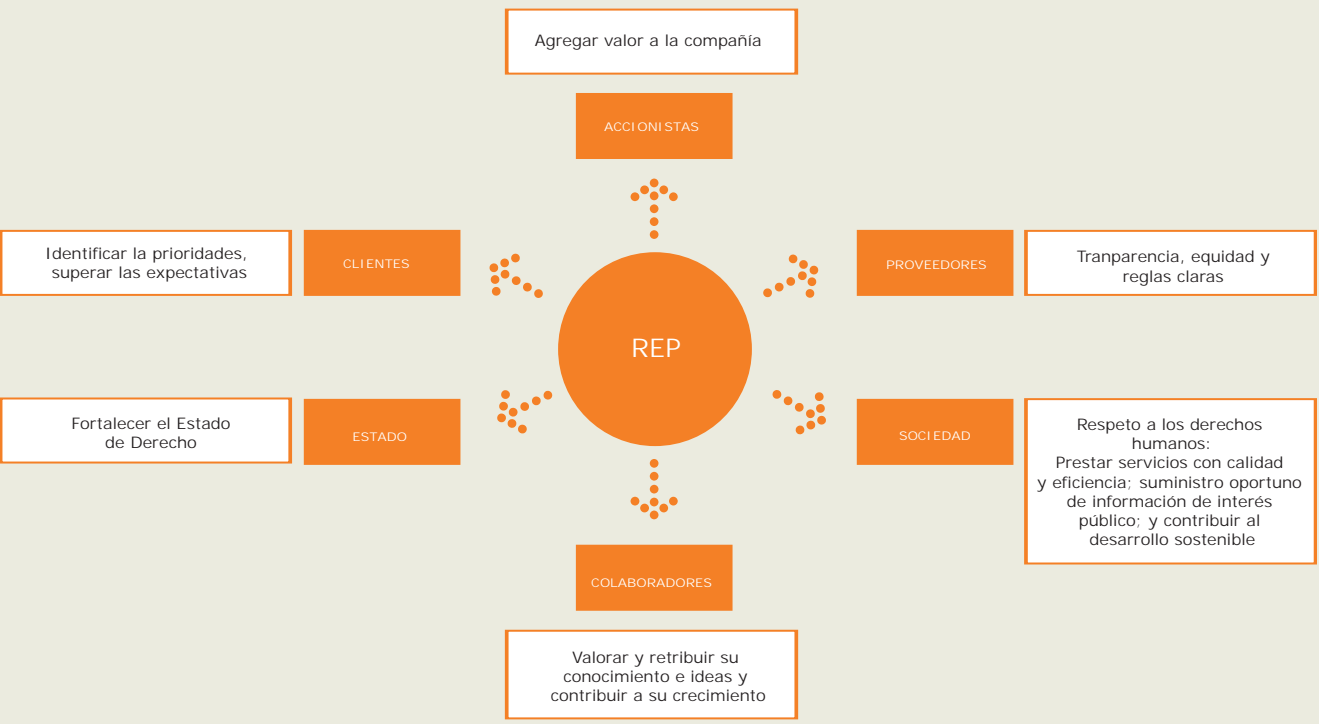 Agregar valor a la compañía
ACCIONISTAS
Identificar la prioridades,
superar las expectativas
CLIENTES
PROVEEDORES
Tranparencia, equidad y
reglas claras
REP
Fortalecer el Estado
de Derecho
ESTADO
SOCIEDAD
Respeto a los derechos
humanos:
Prestar servicios con calidad
y eficiencia; suministro oportuno
de información de interés
público; y contribuir al
desarrollo sostenible
COLABORADORES
Valorar y retribuir su
conocimiento e ideas y
contribuir a su crecimiento